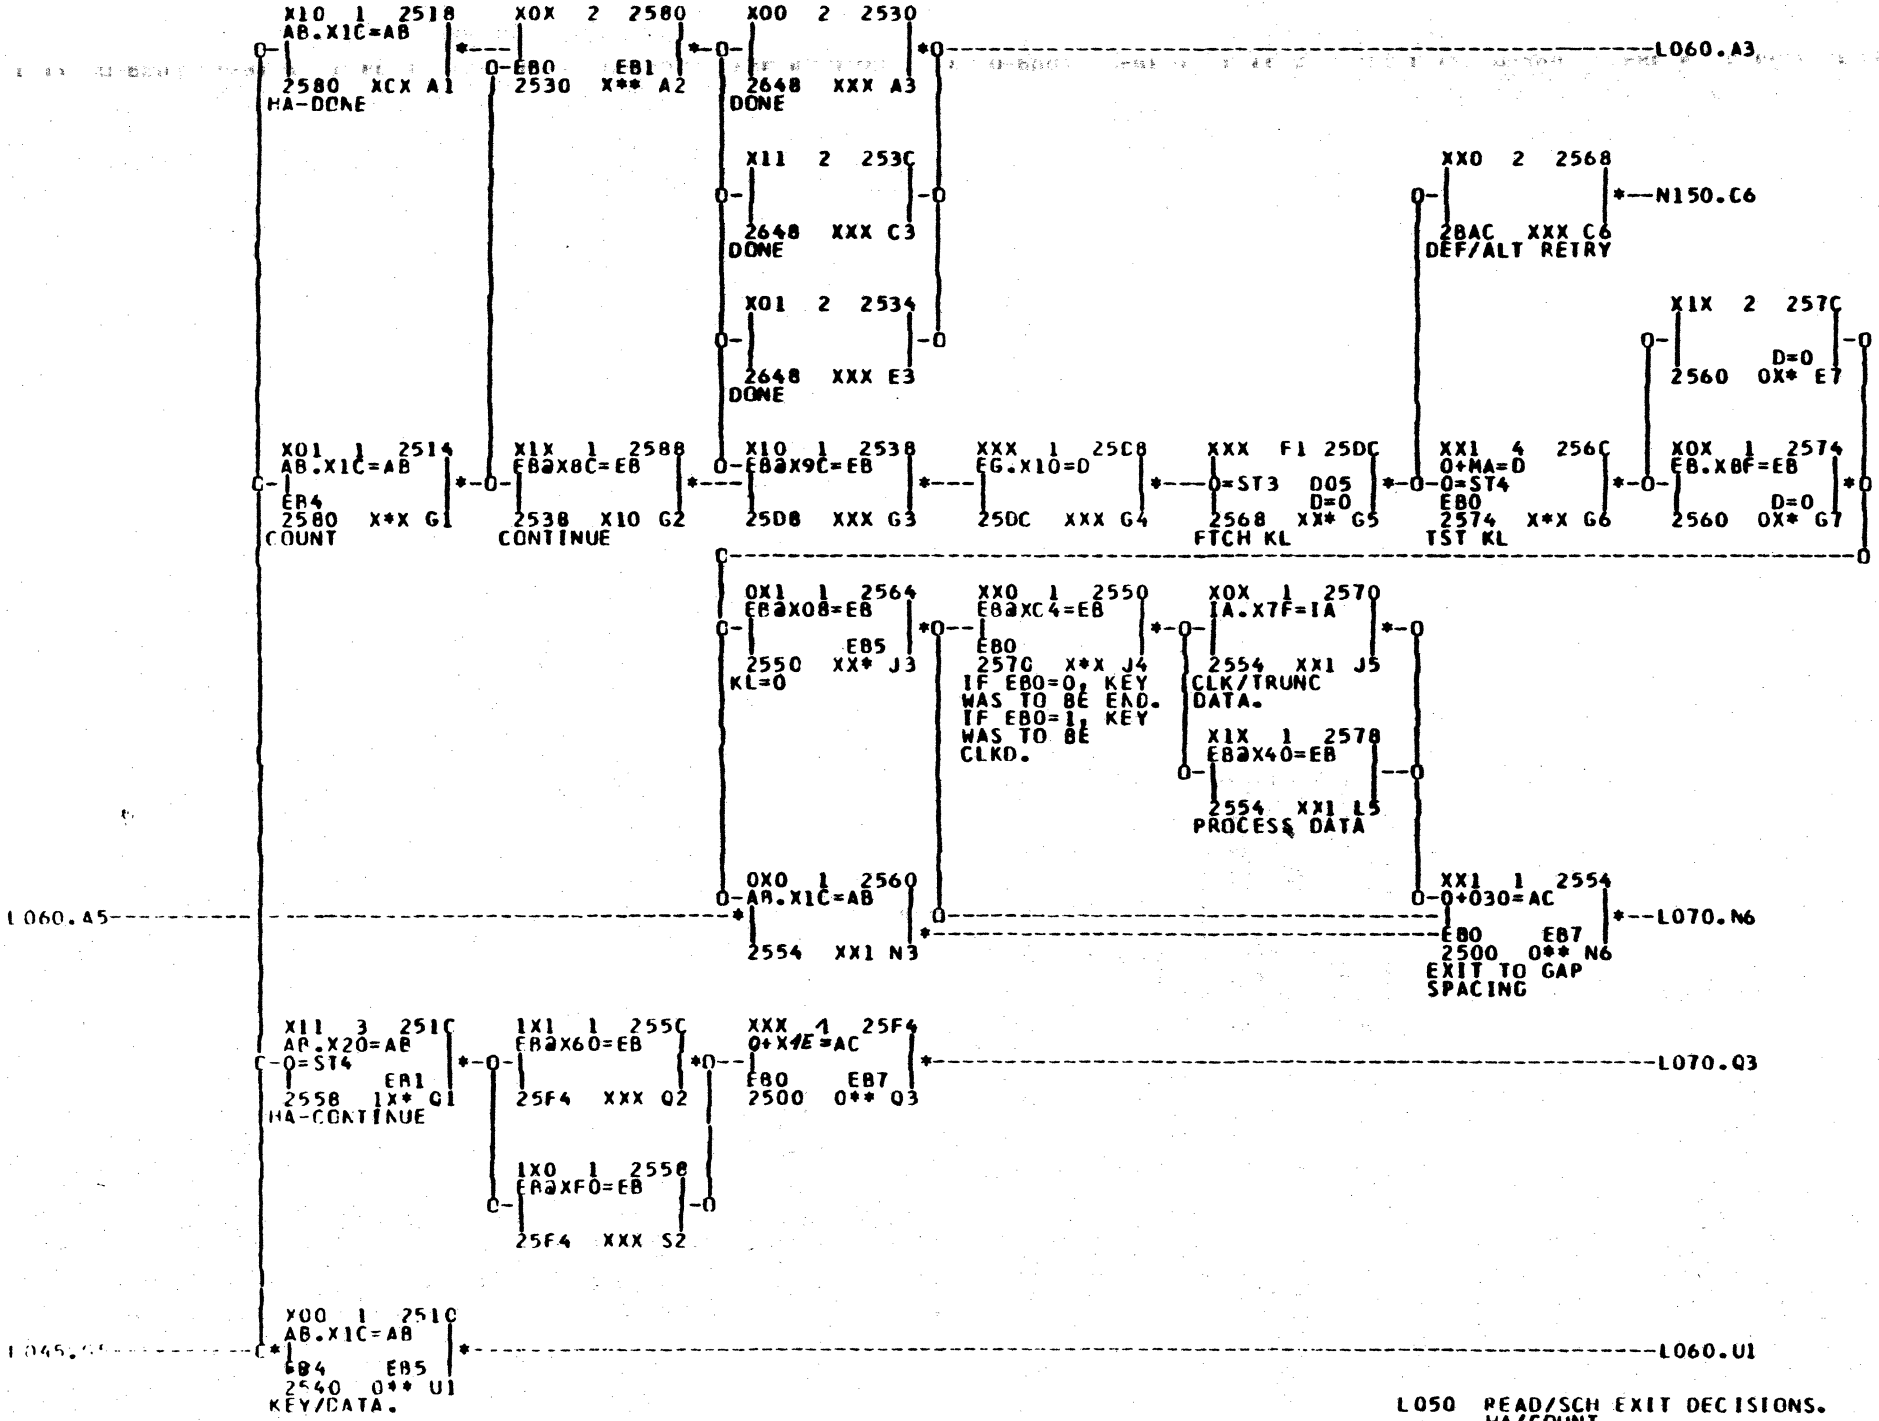 X10 1 2518
AB.X1C=AB
2580 XCX A1
HA-DONE
X0X 2 2580
EB0 EB1
2530 X** A2
X00 2 2530
2648 XXX A3
DONE
L060.A3
X11 2 253C
2648 XXX C3
DONE
XX0 2 2568
2BAC XXX C6
DEF/ALT RETRY
N150.C6
X01 2 2534
2648 XXX E3
DONE
X1X 2 257C
D=0
2560 0X* E7
X01 1 2514
AB.X1C=AB
EB4
2580 X*X G1
COUNT
X1X 1 2588
EB@X8C=EB
2538 X10 G2
CONTINUE
X10 1 2538
EB@X9C=EB
25D8 XXX G3
XXX 1 25C8
EG.X10=D
25DC XXX G4
XXX F1 25DC
0=ST3 D05
D=0
2568 XX* G5
FTCH KL
XX1 4 256C
0+MA=D
0=ST4
EB0
2574 X*X G6
TST KL
X0X 1 2574
EB.XBF=EB
D=0
2560 0X* G7
0X1 1 2564
EB@X08=EB
EB5
2550 XX* J3
KL=0
XX0 1 2550
EB@XC4=EB
EB0
2570 X*X J4
IF EB0=0, KEY
WAS TO BE END.
IF EB0=1, KEY
WAS TO BE
CLKD.
X0X 1 2570
IA.X7F=IA
2554 XX1 J5
CLK/TRUNC
DATA.
X1X 1 2578
EB@X40=EB
2554 XX1 L5
PROCESS DATA
L060.A5
0X0 1 2560
AB.X1C=AB
2554 XX1 N3
XX1 1 2554
0+030=AC
EB0 EB7
2500 0** N6
EXIT TO GAP
SPACING
L070.N6
X11 3 251C
AB.X20=AB
0=ST4
EB1
2558 1X* Q1
HA-CONTINUE
1X1 1 255C
EB@X60=EB
25F4 XXX Q2
XXX 1 25F4
0+X1E=AC
EB0 EB7
2500 0** Q3
L070.Q3
1X0 1 2558
EB@XF0=EB
25F4 XXX S2
X00 1 2510
AB.X1C=AB
EB4 EB5
2540 0** U1
KEY/DATA.
L060.U1
L050 READ/SCH EXIT DECISIONS.
HA/COUNT